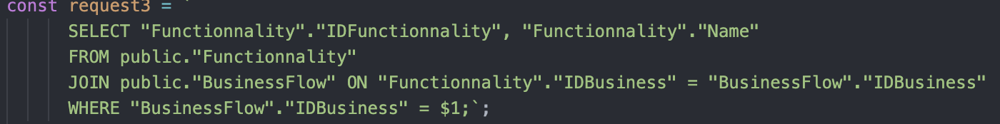 const request3 = `
SELECT "Functionnality"."IDFunctionnality", "Functionnality"."Name"
FROM public."Functionnality"
JOIN public."BusinessFlow" ON "Functionnality"."IDBusiness" = "BusinessFlow"."IDBusiness"
WHERE "BusinessFlow"."IDBusiness" = $1;`;